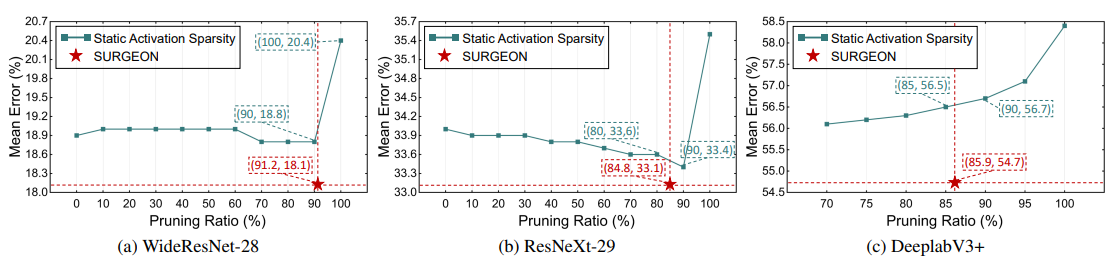 20.7
20.4
20.1
19.8
19.5
19.2
18.9
18.6
18.3
18.0
Mean Error (%)
Static Activation Sparsity
SURGEON
(100, 20.4)
(90, 18.8)
(91.2, 18.1)
0 10 20 30 40 50 60 70 80 90 100
Pruning Ratio (%)
(a) WideResNet-28
35.7
35.4
35.1
34.8
34.5
34.2
33.9
33.6
33.3
33.0
Mean Error (%)
Static Activation Sparsity
SURGEON
(80, 33.6)
(90, 33.4)
(84.8, 33.1)
0 10 20 30 40 50 60 70 80 90 100
Pruning Ratio (%)
(b) ResNeXt-29
58.5
58.0
57.5
57.0
56.5
56.0
55.5
55.0
54.5
Mean Error (%)
Static Activation Sparsity
SURGEON
(85, 56.5)
(90, 56.7)
(85.9, 54.7)
70 75 80 85 90 95 100
Pruning Ratio (%)
(c) DeeplabV3+